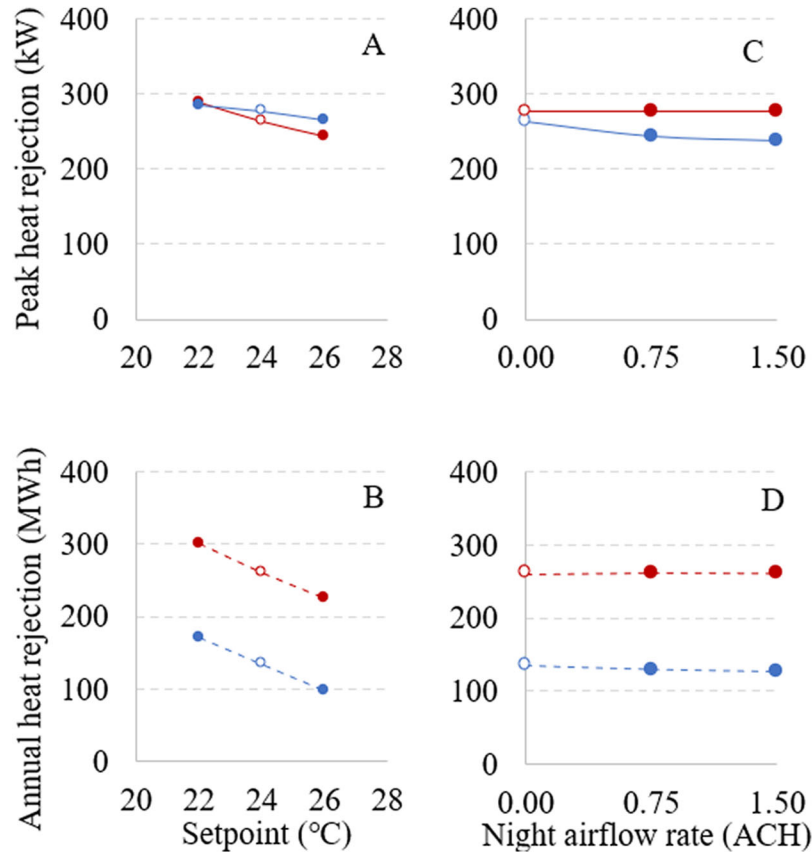 Peak heat rejection (kW)
400
300
200
100
0
20 22 24 26 28
A
400
300
200
100
0
0.00 0.75 1.50
C
Annual heat rejection (MWh)
400
300
200
100
0
20 22 24 26 28
Setpoint (°C)
B
400
300
200
100
0
0.00 0.75 1.50
Night airflow rate (ACH)
D